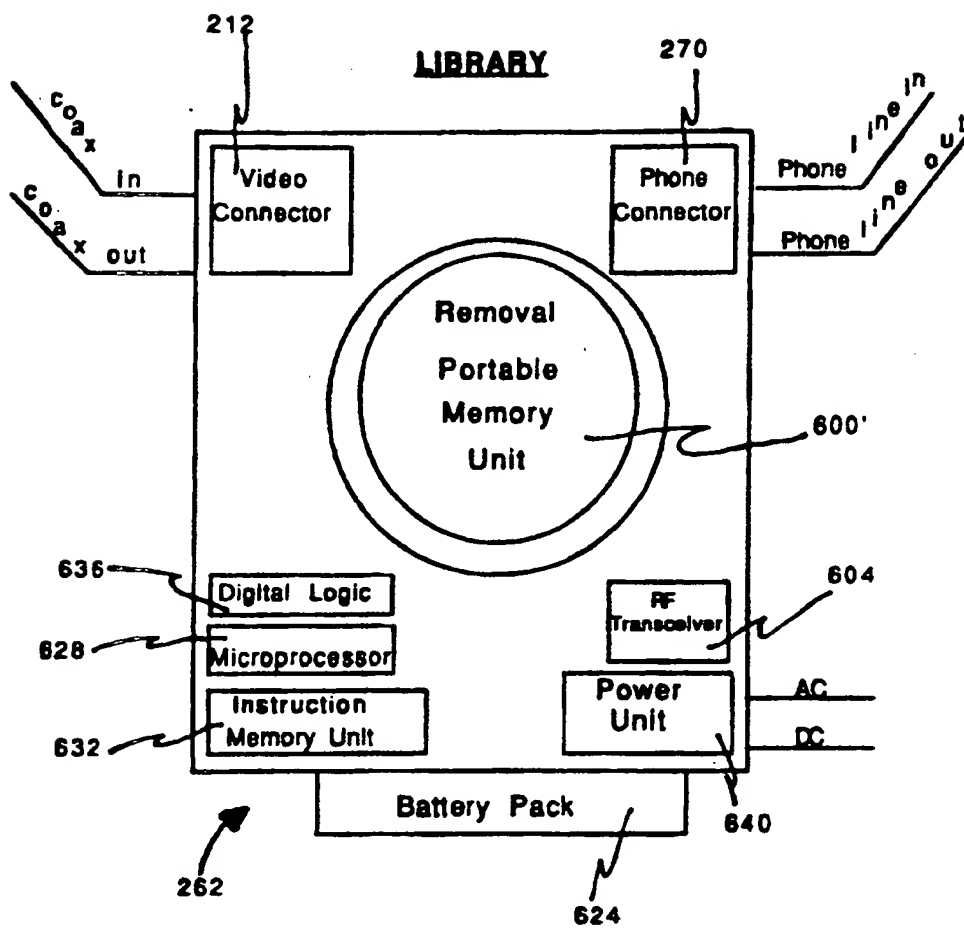 212
LIBRARY
270
coax in
coax out
Video
Connector
Phone
Connector
Phone line in
Phone line out
Removal
Portable
Memory
Unit
600'
636
Digital Logic
628
Microprocessor
632
Instruction
Memory Unit
RF
Transceiver
604
Power
Unit
AC
DC
640
Battery Pack
262
624